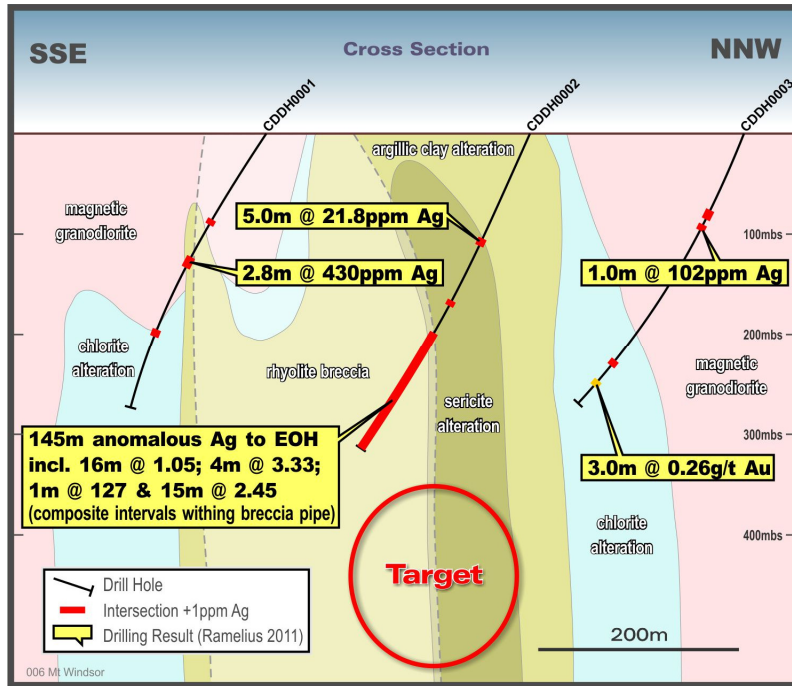 SSE
Cross Section
NNW
CDDH0001
CDDH0002
CDDH0003
argillic clay alteration
magnetic
granodiorite
5.0m @ 21.8ppm Ag
2.8m @ 430ppm Ag
1.0m @ 102ppm Ag
100mbs
200mbs
300mbs
400mbs
chlorite
alteration
rhyolite breccia
sericite
alteration
magnetic
granodiorite
145m anomalous Ag to EOH
incl. 16m @ 1.05; 4m @ 3.33;
1m @ 127 & 15m @ 2.45
(composite intervals withing breccia pipe)
3.0m @ 0.26g/t Au
chlorite
alteration
Target
Drill Hole
Intersection +1ppm Ag
Drilling Result (Ramelius 2011)
200m
006 Mt Windsor